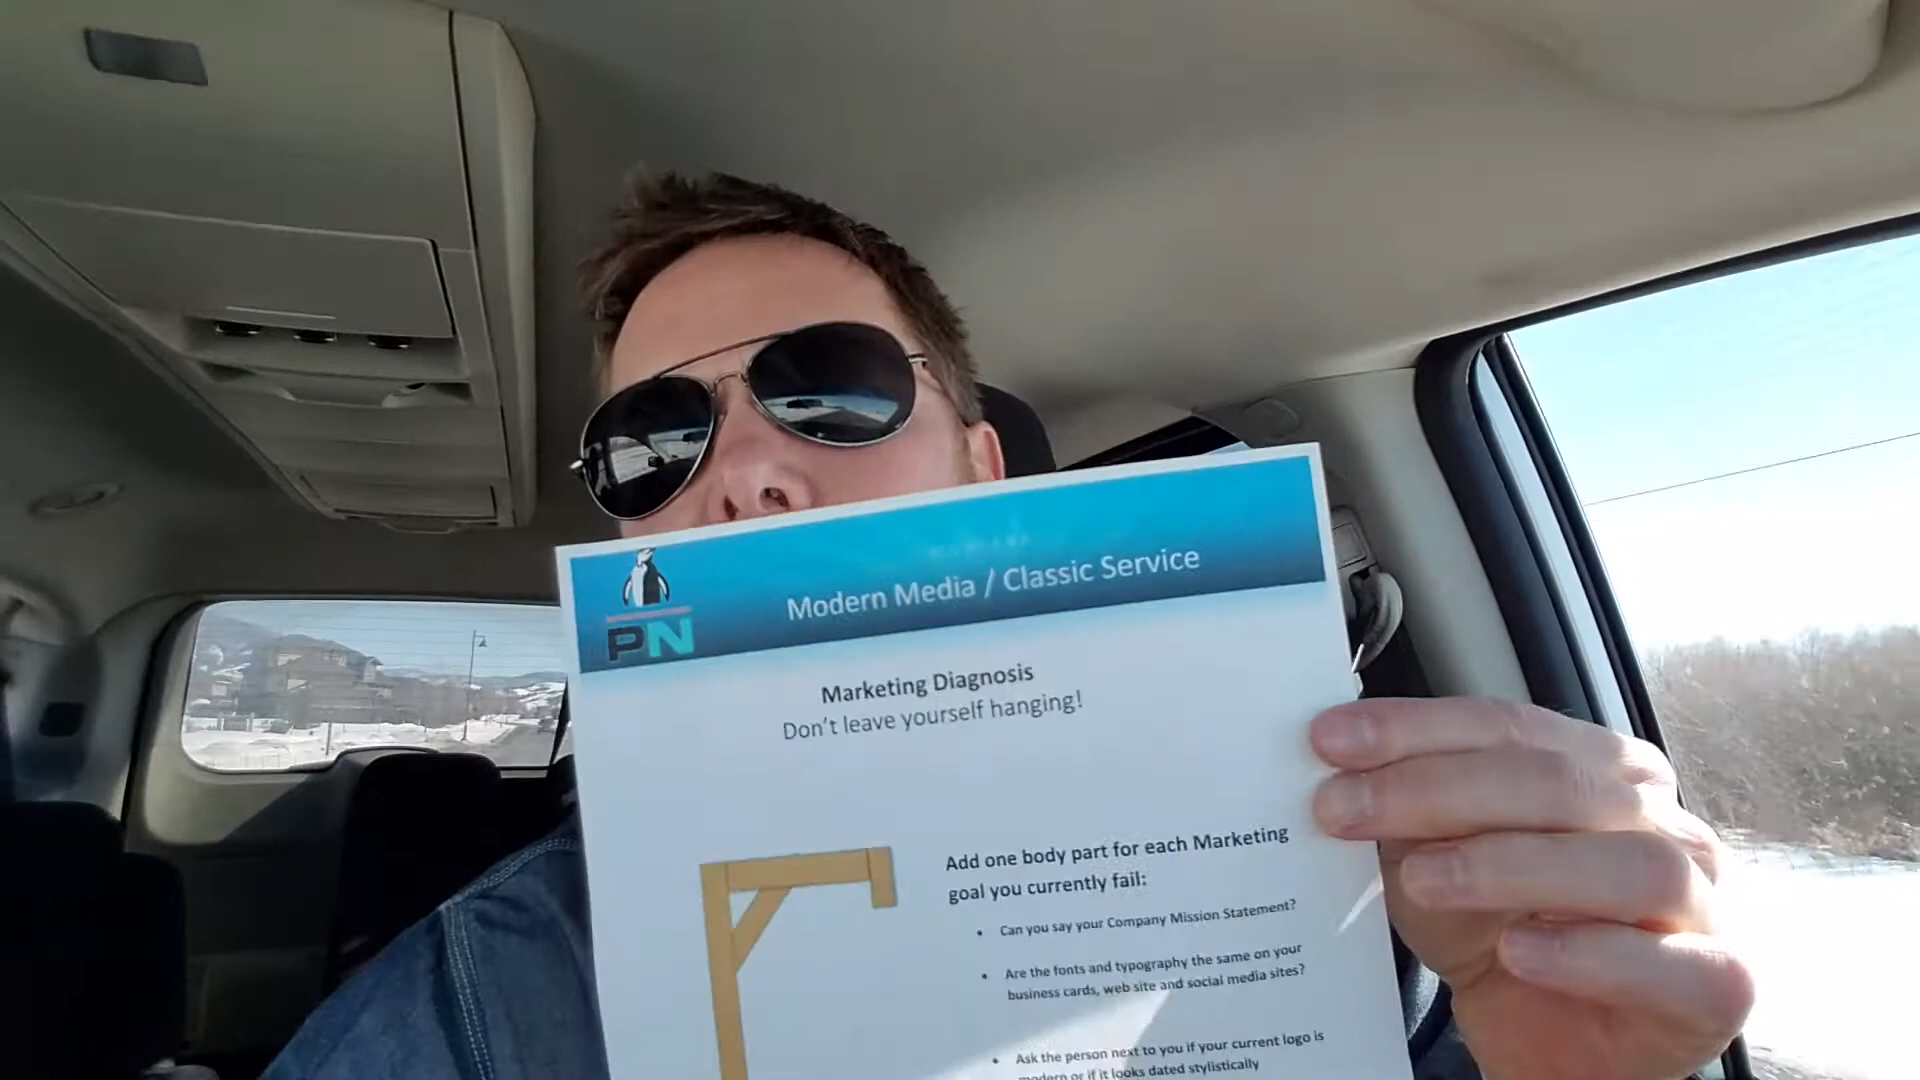 Modern Media / Classic Service
PN
Marketing Diagnosis
Don't leave yourself hanging!
Add one body part for each Marketing
goal you currently fail:
• Can you say your Company Mission Statement?
• Are the fonts and typography the same on your
business cards, web site and social media sites?
• Ask the person next to you if your current logo is
modern or if it looks dated stylistically